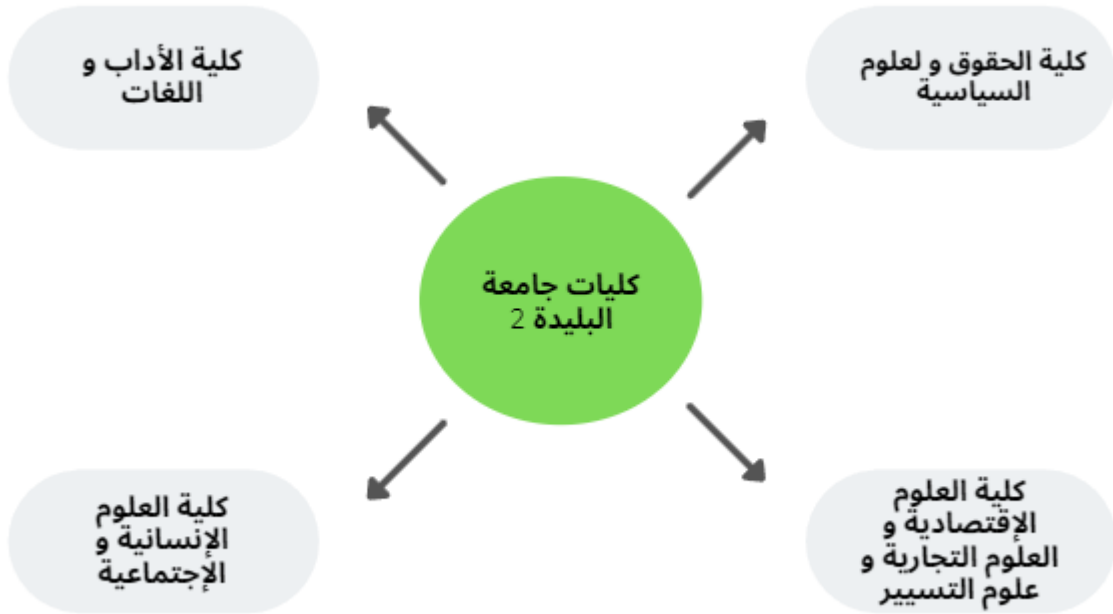 كلية الحقوق و لعلوم
السياسية
كلية الأداب و
اللغات
كليات جامعة
البليدة 2
كلية العلوم
الإقتصادية و
العلوم التجارية و
علوم التسيير
كلية العلوم
الإنسانية و
الإجتماعية